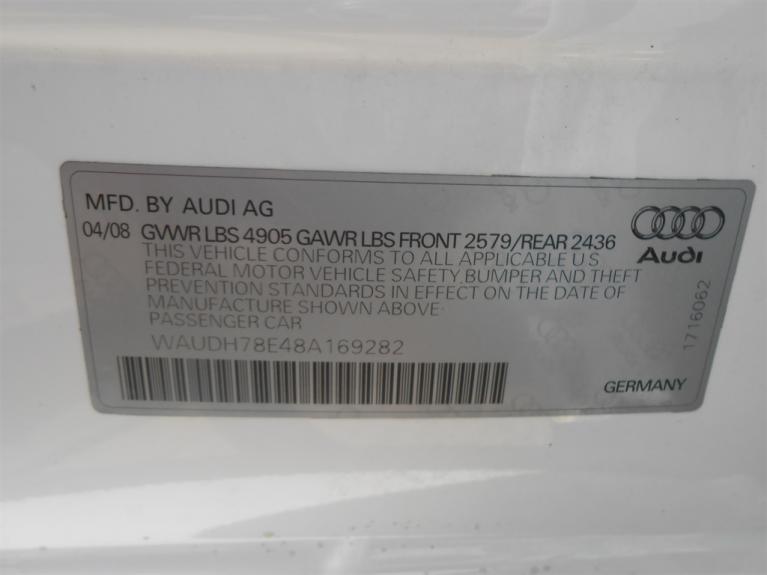 MFD. BY AUDI AG
04/08 GVWR LBS 4905 GAWR LBS FRONT 2579/REAR 2436
THIS VEHICLE CONFORMS TO ALL APPLICABLE U.S.
FEDERAL MOTOR VEHICLE SAFETY, BUMPER AND THEFT
PREVENTION STANDARDS IN EFFECT ON THE DATE OF
MANUFACTURE SHOWN ABOVE.
PASSENGER CAR
WAUDH78E48A169282
Audi
1716062
GERMANY